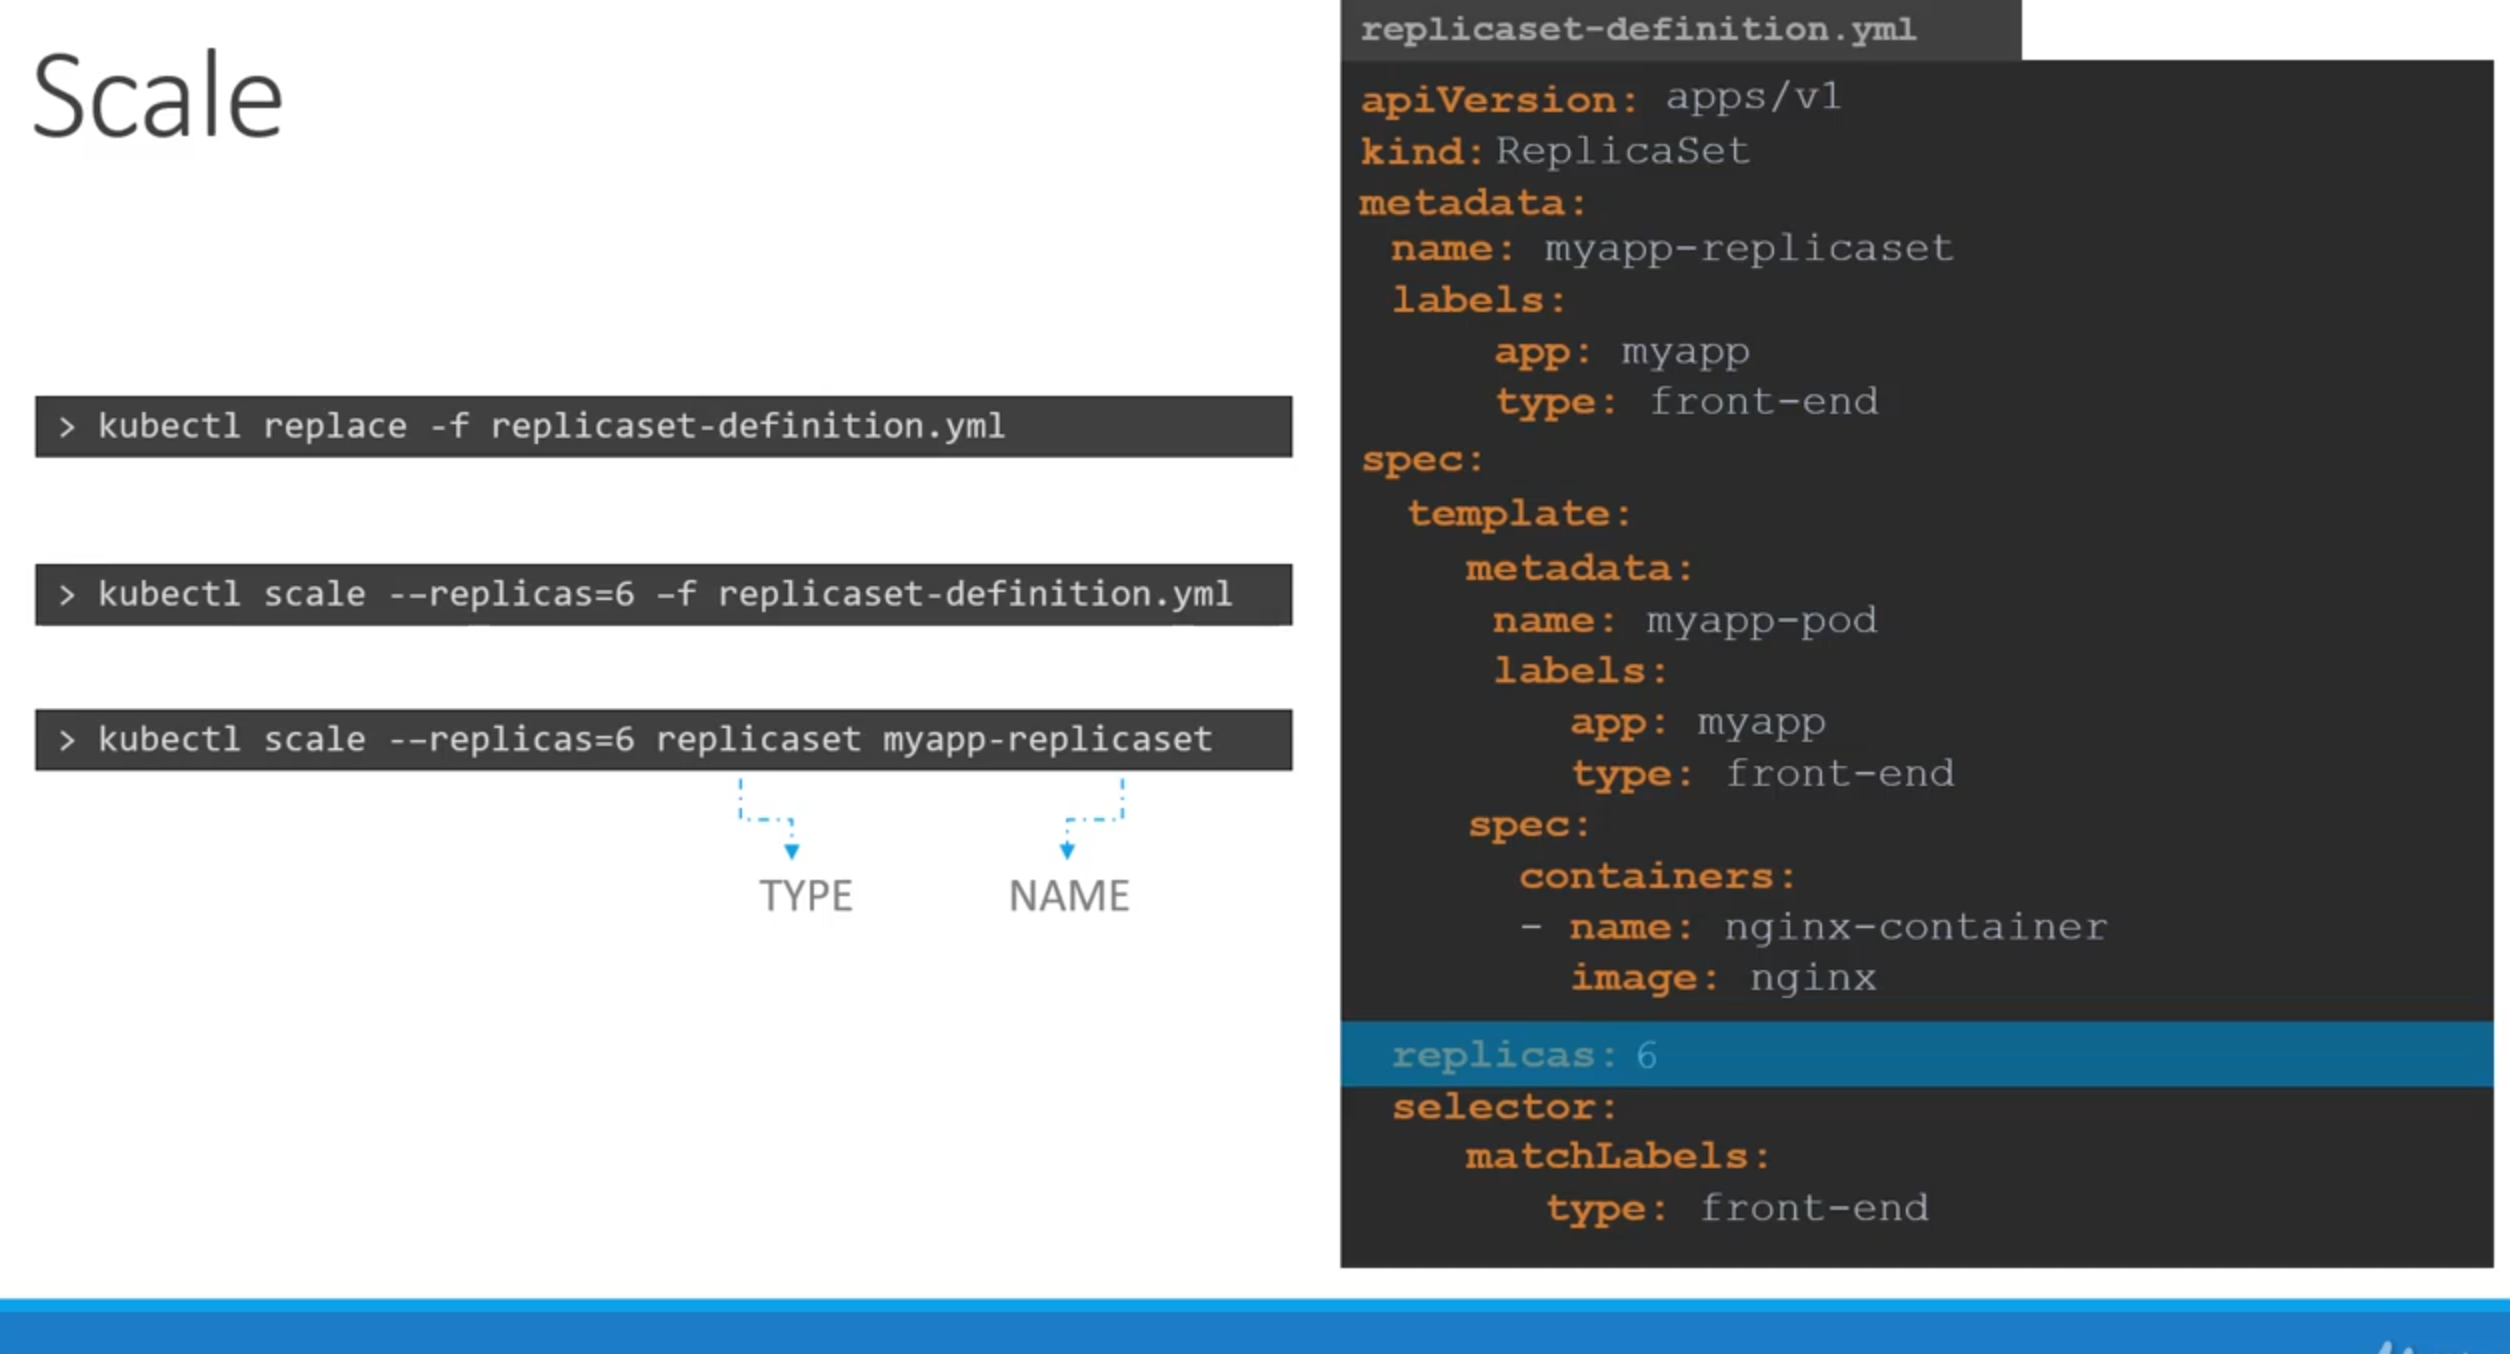 Scale
> kubectl replace -f replicaset-definition.yml
> kubectl scale --replicas=6 –f replicaset-definition.yml
> kubectl scale --replicas=6 replicaset myapp-replicaset
TYPE
NAME
replicaset-definition.yml
apiVersion: apps/v1
kind: ReplicaSet
metadata:
  name: myapp-replicaset
  labels:
      app: myapp
      type: front-end
spec:
  template:
    metadata:
      name: myapp-pod
      labels:
        app: myapp
        type: front-end
    spec:
      containers:
      - name: nginx-container
        image: nginx
  replicas: 6
  selector:
    matchLabels:
       type: front-end